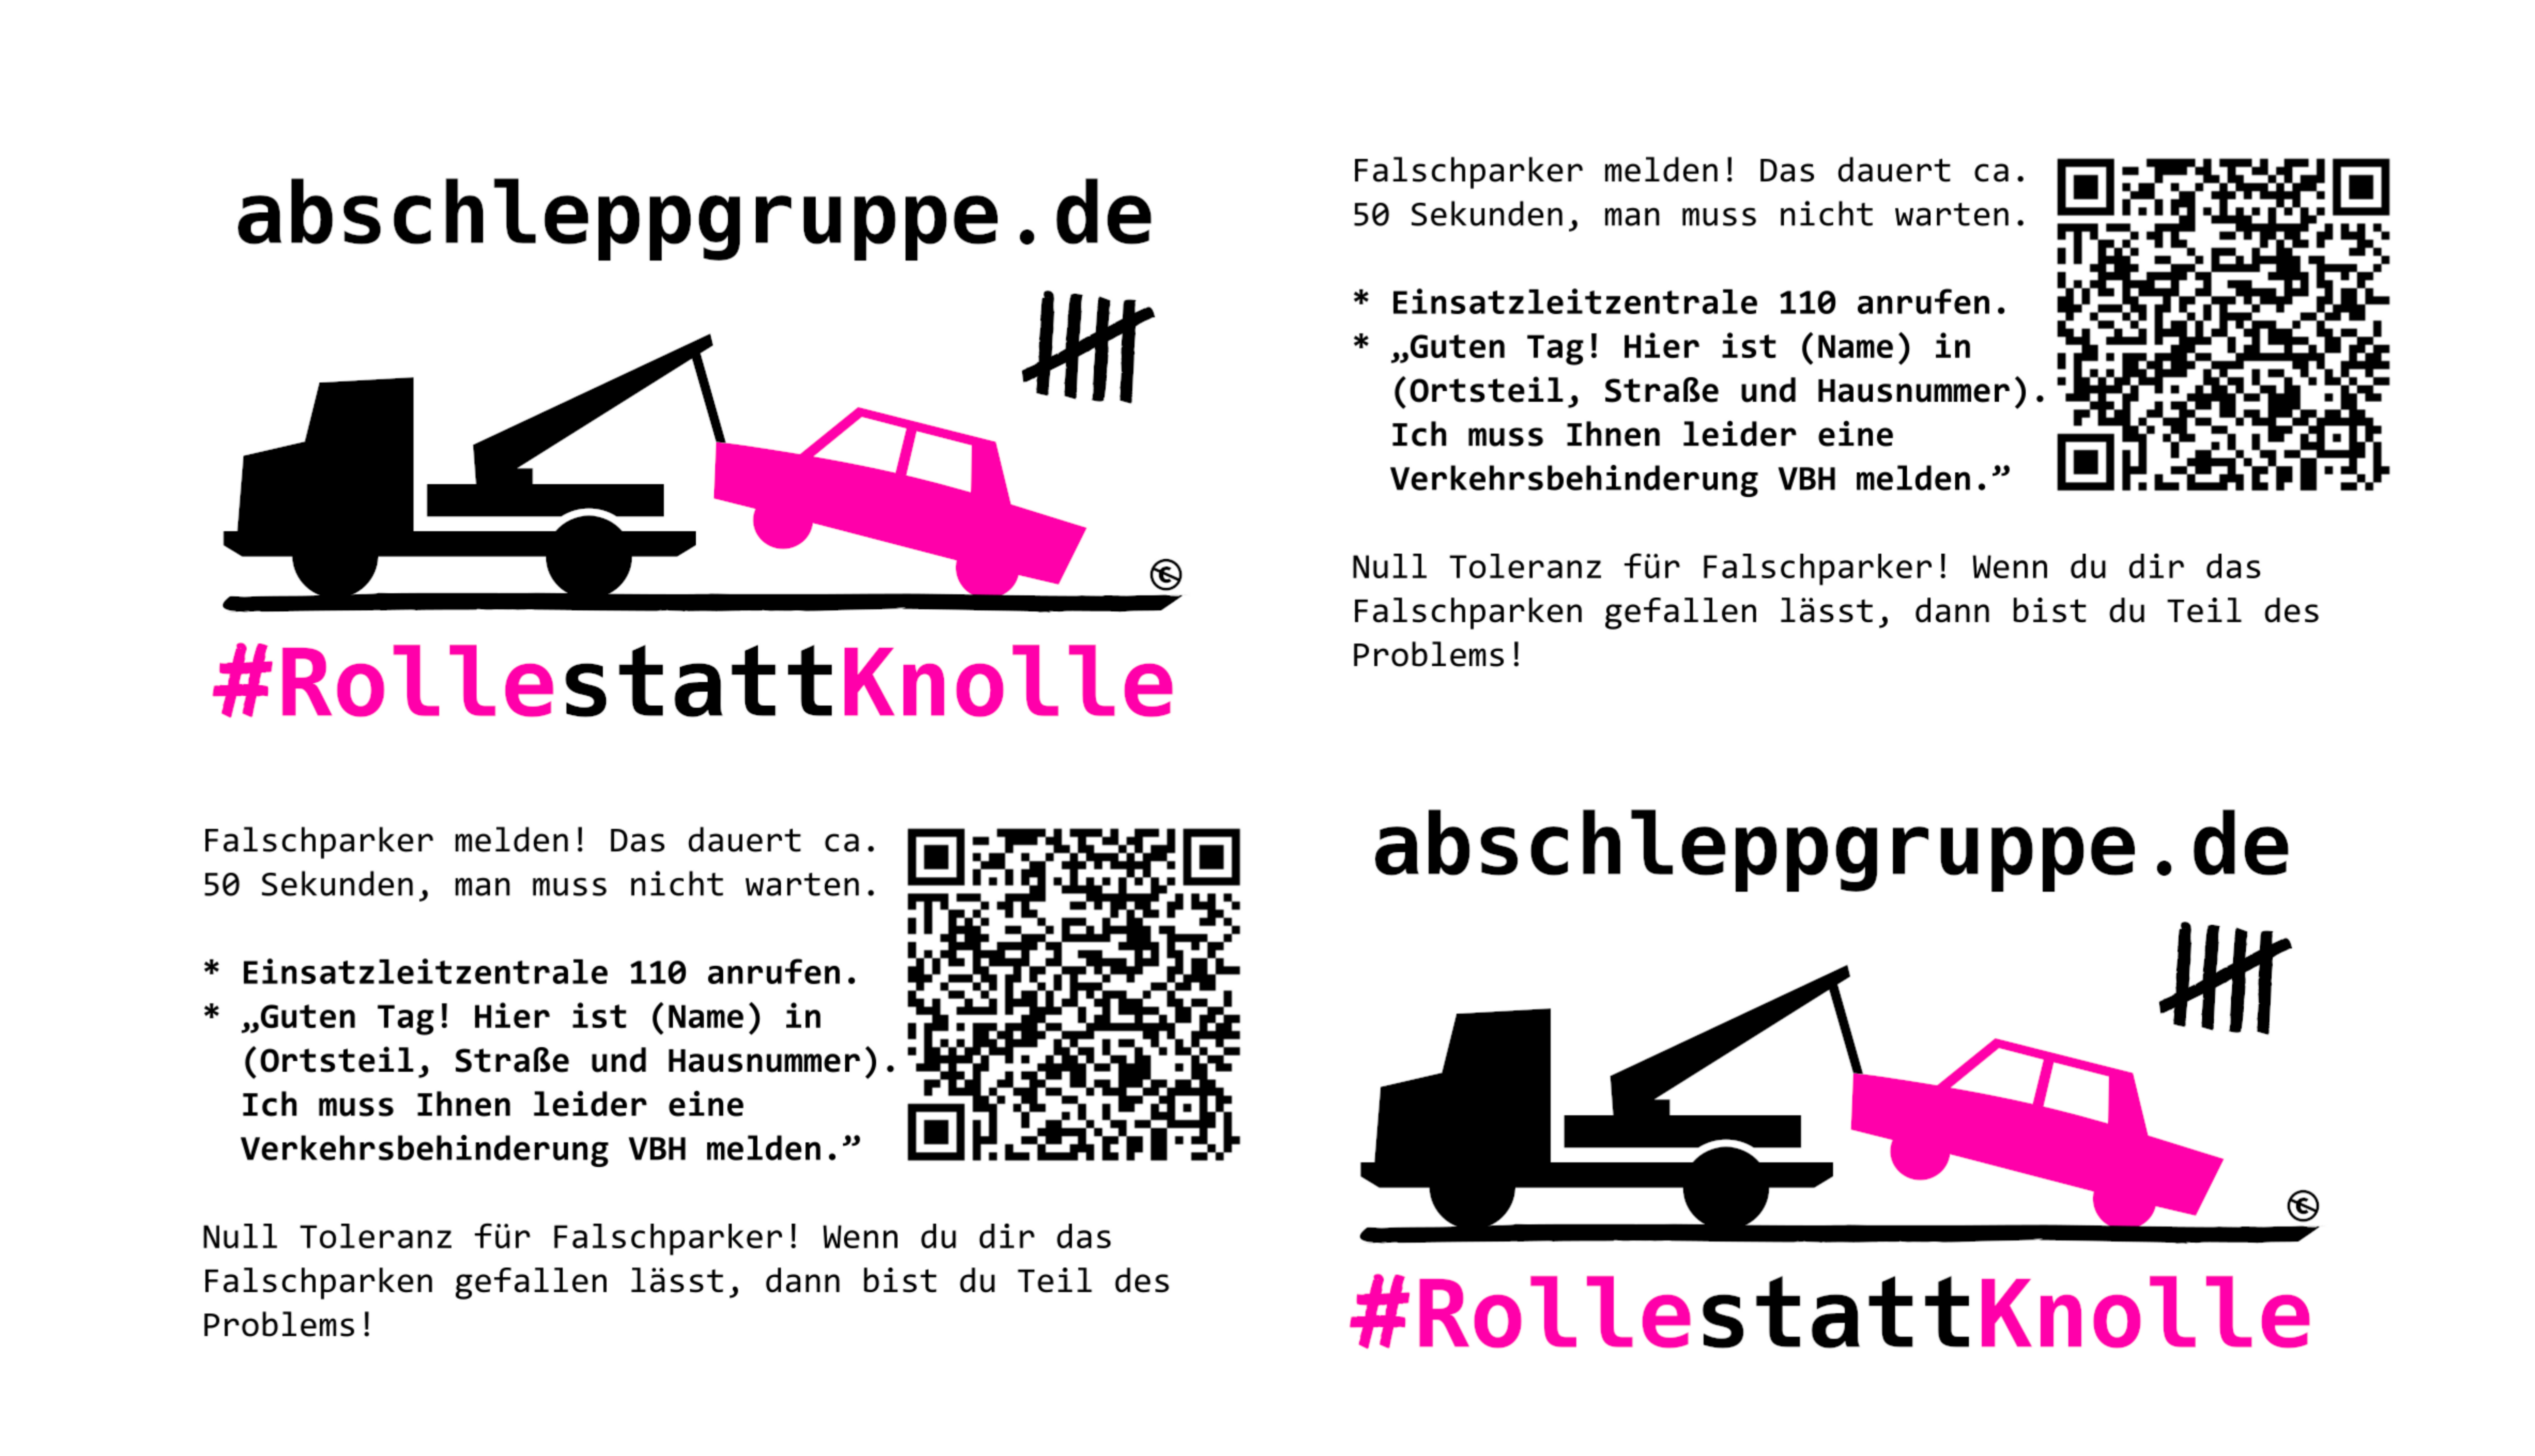 abschleppgruppe.de
#RollestattKnolle
Falschparker melden! Das dauert ca.
50 Sekunden, man muss nicht warten.
* Einsatzleitzentrale 110 anrufen.
* „Guten Tag! Hier ist (Name) in
(Ortsteil, Straße und Hausnummer).
Ich muss Ihnen leider eine
Verkehrsbehinderung VBH melden.”
Null Toleranz für Falschparker! Wenn du dir das
Falschparken gefallen lässt, dann bist du Teil des
Problems!
Falschparker melden! Das dauert ca.
50 Sekunden, man muss nicht warten.
* Einsatzleitzentrale 110 anrufen.
* „Guten Tag! Hier ist (Name) in
(Ortsteil, Straße und Hausnummer).
Ich muss Ihnen leider eine
Verkehrsbehinderung VBH melden.”
Null Toleranz für Falschparker! Wenn du dir das
Falschparken gefallen lässt, dann bist du Teil des
Problems!
abschleppgruppe.de
#RollestattKnolle